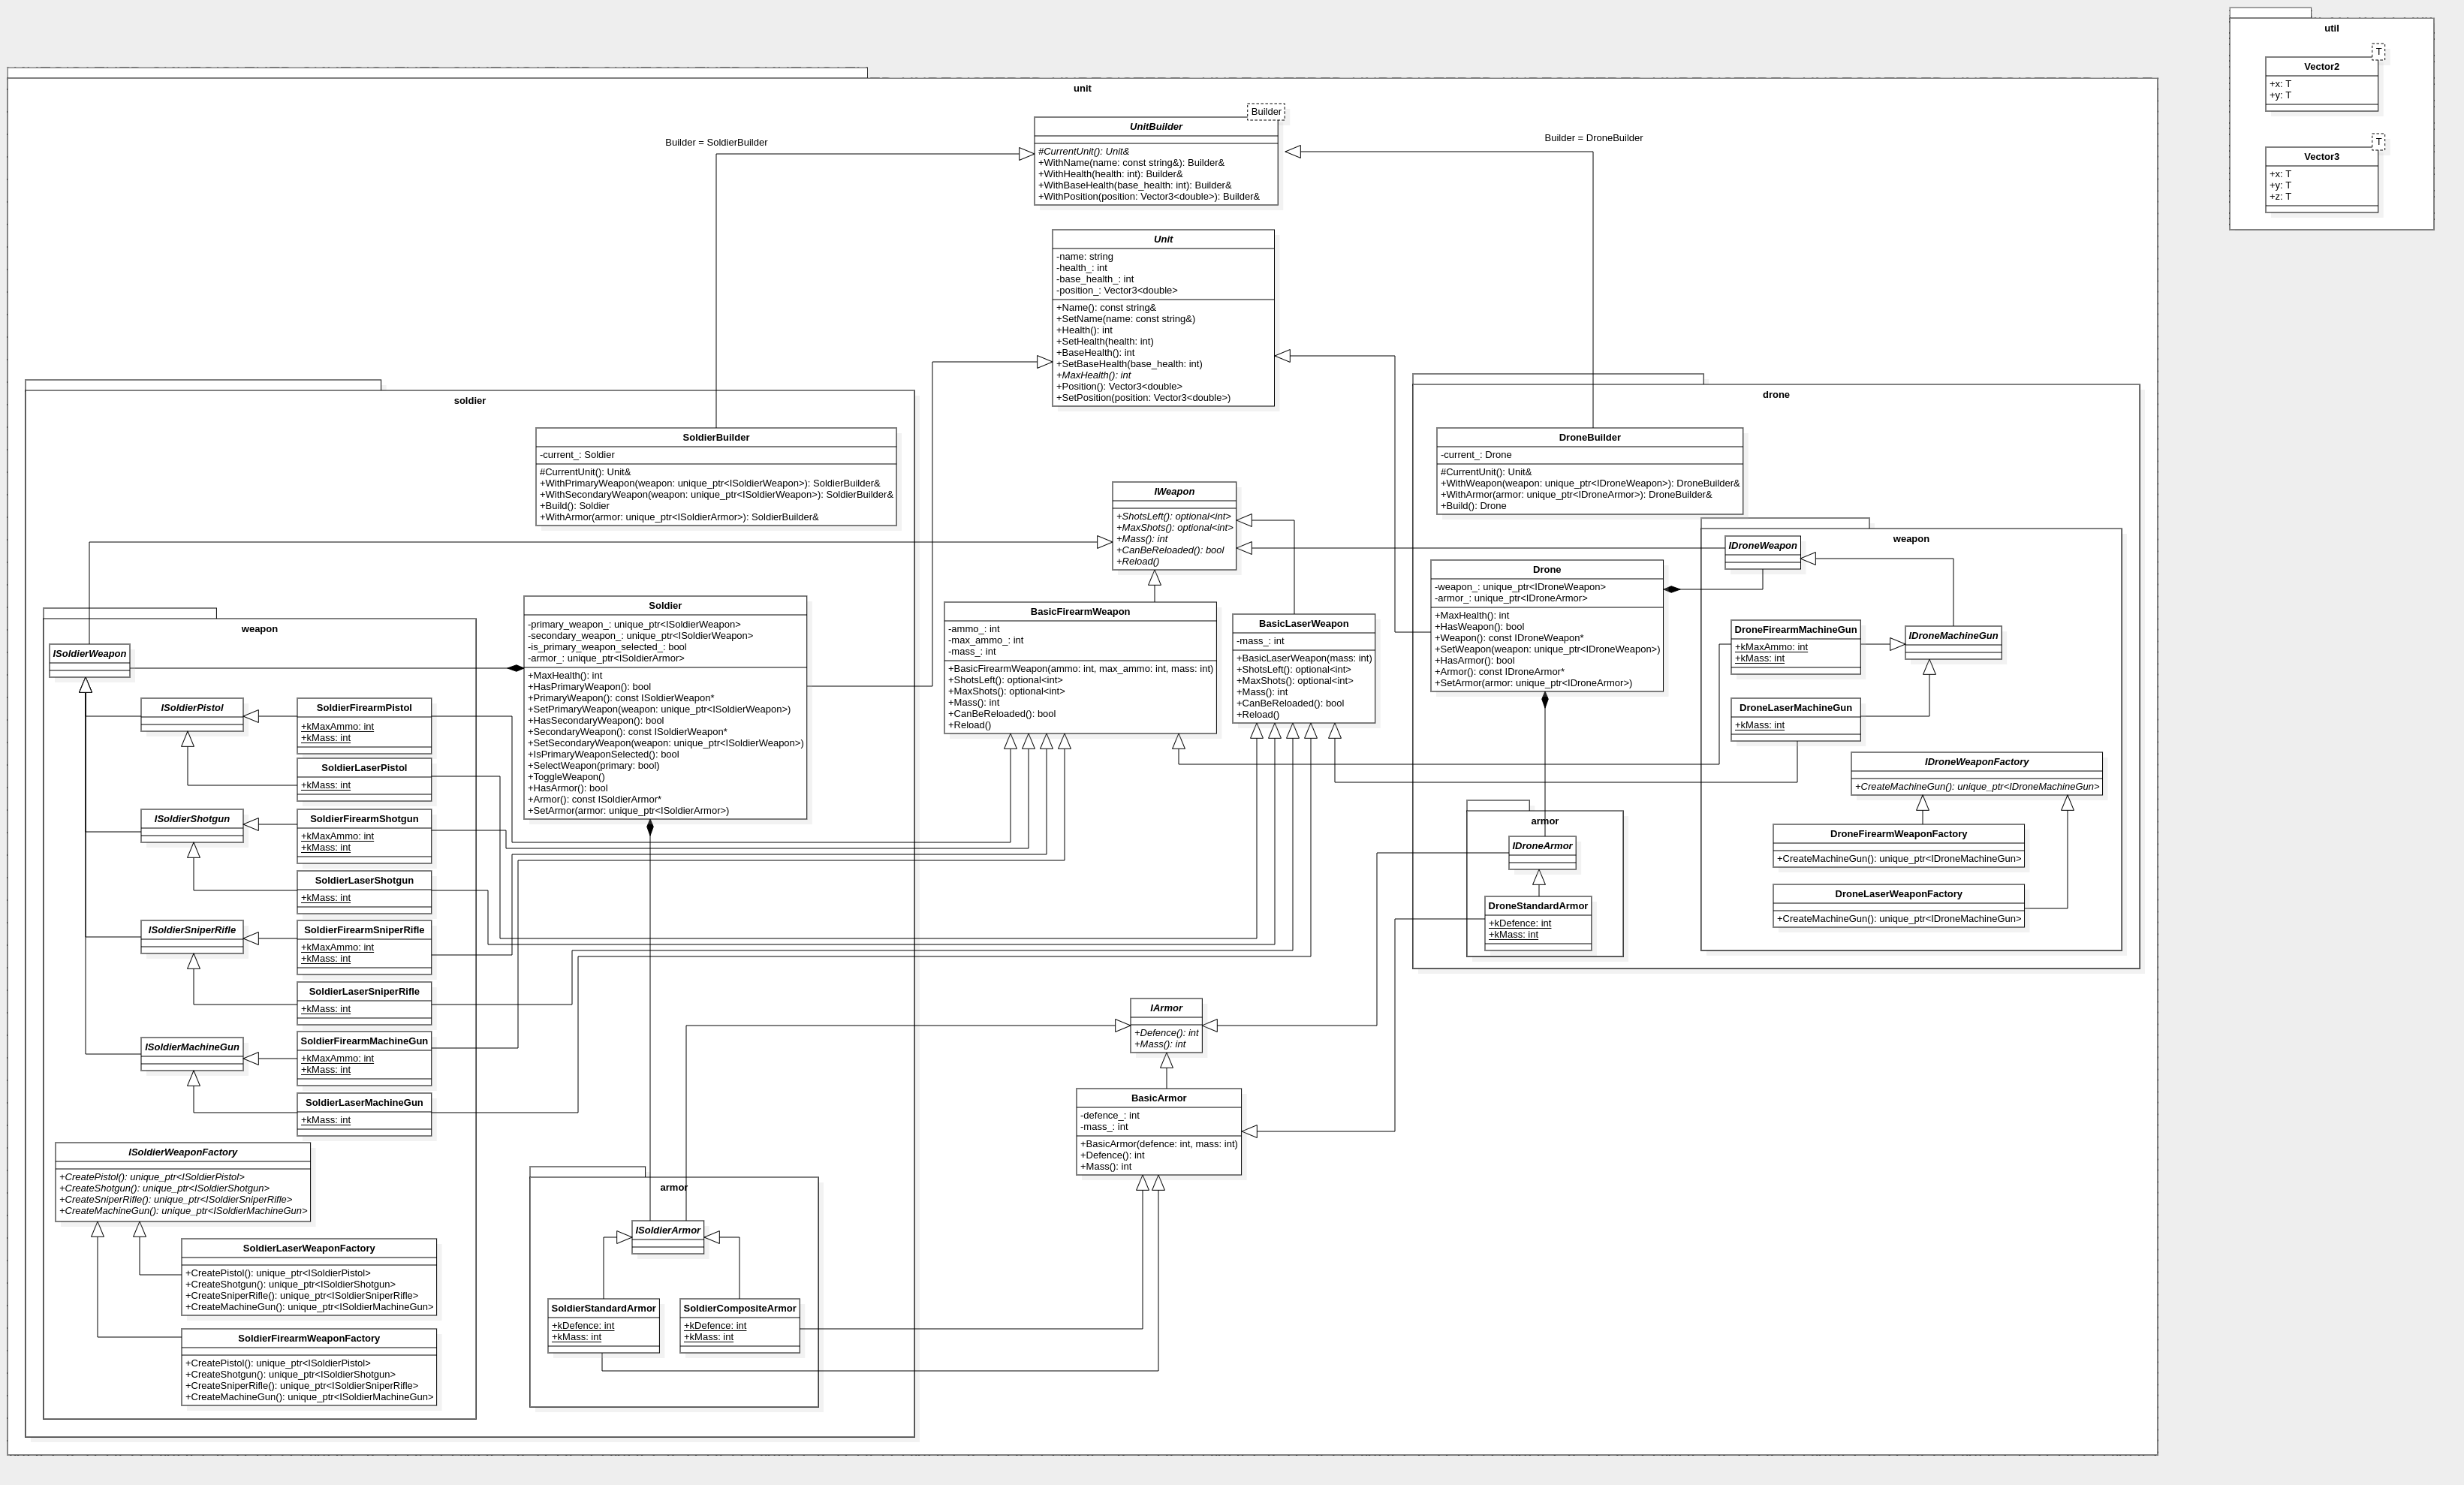 util
T
Vector2
+x: T
+y: T
T
Vector3
+x: T
+y: T
+z: T
unit
Builder
UnitBuilder
#CurrentUnit(): Unit&
+WithName(name: const string&): Builder&
+WithHealth(health: int): Builder&
+WithBaseHealth(base_health: int): Builder&
+WithPosition(position: Vector3<double>): Builder&
Builder = SoldierBuilder
Builder = DroneBuilder
Unit
-name: string
-health_: int
-base_health_: int
-position_: Vector3<double>
+Name(): const string&
+SetName(name: const string&)
+Health(): int
+SetHealth(health: int)
+BaseHealth(): int
+SetBaseHealth(base_health: int)
+MaxHealth(): int
+Position(): Vector3<double>
+SetPosition(position: Vector3<double>)
soldier
SoldierBuilder
-current_: Soldier
#CurrentUnit(): Unit&
+WithPrimaryWeapon(weapon: unique_ptr<ISoldierWeapon>): SoldierBuilder&
+WithSecondaryWeapon(weapon: unique_ptr<ISoldierWeapon>): SoldierBuilder&
+Build(): Soldier
+WithArmor(armor: unique_ptr<ISoldierArmor>): SoldierBuilder&
Soldier
-primary_weapon_: unique_ptr<ISoldierWeapon>
-secondary_weapon_: unique_ptr<ISoldierWeapon>
-is_primary_weapon_selected_: bool
-armor_: unique_ptr<ISoldierArmor>
+MaxHealth(): int
+HasPrimaryWeapon(): bool
+PrimaryWeapon(): const ISoldierWeapon*
+SetPrimaryWeapon(weapon: unique_ptr<ISoldierWeapon>)
+HasSecondaryWeapon(): bool
+SecondaryWeapon(): const ISoldierWeapon*
+SetSecondaryWeapon(weapon: unique_ptr<ISoldierWeapon>)
+IsPrimaryWeaponSelected(): bool
+SelectWeapon(primary: bool)
+ToggleWeapon()
+HasArmor(): bool
+Armor(): const ISoldierArmor*
+SetArmor(armor: unique_ptr<ISoldierArmor>)
weapon
ISoldierWeapon
ISoldierPistol
SoldierFirearmPistol
+kMaxAmmo: int
+kMass: int
SoldierLaserPistol
+kMass: int
ISoldierShotgun
SoldierFirearmShotgun
+kMaxAmmo: int
+kMass: int
SoldierLaserShotgun
+kMass: int
ISoldierSniperRifle
SoldierFirearmSniperRifle
+kMaxAmmo: int
+kMass: int
SoldierLaserSniperRifle
+kMass: int
ISoldierMachineGun
SoldierFirearmMachineGun
+kMaxAmmo: int
+kMass: int
SoldierLaserMachineGun
+kMass: int
ISoldierWeaponFactory
+CreatePistol(): unique_ptr<ISoldierPistol>
+CreateShotgun(): unique_ptr<ISoldierShotgun>
+CreateSniperRifle(): unique_ptr<ISoldierSniperRifle>
+CreateMachineGun(): unique_ptr<ISoldierMachineGun>
SoldierLaserWeaponFactory
+CreatePistol(): unique_ptr<ISoldierPistol>
+CreateShotgun(): unique_ptr<ISoldierShotgun>
+CreateSniperRifle(): unique_ptr<ISoldierSniperRifle>
+CreateMachineGun(): unique_ptr<ISoldierMachineGun>
SoldierFirearmWeaponFactory
+CreatePistol(): unique_ptr<ISoldierPistol>
+CreateShotgun(): unique_ptr<ISoldierShotgun>
+CreateSniperRifle(): unique_ptr<ISoldierSniperRifle>
+CreateMachineGun(): unique_ptr<ISoldierMachineGun>
armor
ISoldierArmor
SoldierStandardArmor
+kDefence: int
+kMass: int
SoldierCompositeArmor
+kDefence: int
+kMass: int
IWeapon
+ShotsLeft(): optional<int>
+MaxShots(): optional<int>
+Mass(): int
+CanBeReloaded(): bool
+Reload()
BasicFirearmWeapon
-ammo_: int
-max_ammo_: int
-mass_: int
+BasicFirearmWeapon(ammo: int, max_ammo: int, mass: int)
+ShotsLeft(): optional<int>
+MaxShots(): optional<int>
+Mass(): int
+CanBeReloaded(): bool
+Reload()
BasicLaserWeapon
-mass_: int
+BasicLaserWeapon(mass: int)
+ShotsLeft(): optional<int>
+MaxShots(): optional<int>
+Mass(): int
+CanBeReloaded(): bool
+Reload()
IArmor
+Defence(): int
+Mass(): int
BasicArmor
-defence_: int
-mass_: int
+BasicArmor(defence: int, mass: int)
+Defence(): int
+Mass(): int
drone
DroneBuilder
-current_: Drone
#CurrentUnit(): Unit&
+WithWeapon(weapon: unique_ptr<IDroneWeapon>): DroneBuilder&
+WithArmor(armor: unique_ptr<IDroneArmor>): DroneBuilder&
+Build(): Drone
Drone
-weapon_: unique_ptr<IDroneWeapon>
-armor_: unique_ptr<IDroneArmor>
+MaxHealth(): int
+HasWeapon(): bool
+Weapon(): const IDroneWeapon*
+SetWeapon(weapon: unique_ptr<IDroneWeapon>)
+HasArmor(): bool
+Armor(): const IDroneArmor*
+SetArmor(armor: unique_ptr<IDroneArmor>)
weapon
IDroneWeapon
DroneFirearmMachineGun
+kMaxAmmo: int
+kMass: int
IDroneMachineGun
DroneLaserMachineGun
+kMass: int
IDroneWeaponFactory
+CreateMachineGun(): unique_ptr<IDroneMachineGun>
DroneFirearmWeaponFactory
+CreateMachineGun(): unique_ptr<IDroneMachineGun>
DroneLaserWeaponFactory
+CreateMachineGun(): unique_ptr<IDroneMachineGun>
armor
IDroneArmor
DroneStandardArmor
+kDefence: int
+kMass: int